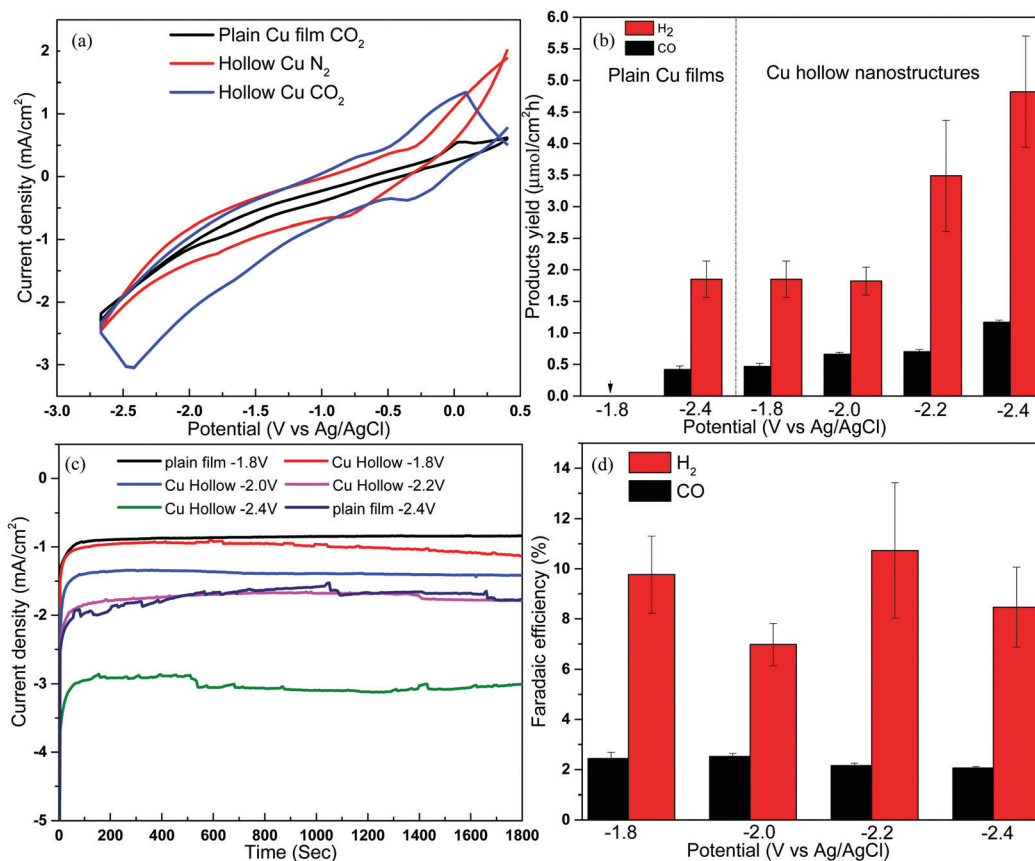 (a)
Plain Cu film CO₂
Hollow Cu N₂
Hollow Cu CO₂
Current density (mA/cm²)
2
1
0
-1
-2
-3
-3.0 -2.5 -2.0 -1.5 -1.0 -0.5 0.0 0.5
Potential (V vs Ag/AgCl)
(b)
H₂
CO
Plain Cu films
Cu hollow nanostructures
Products yield (μmol/cm²h)
6.0
5.5
5.0
4.5
4.0
3.5
3.0
2.5
2.0
1.5
1.0
0.5
0.0
-1.8 -2.4 -1.8 -2.0 -2.2 -2.4
Potential (V vs Ag/AgCl)
(c)
plain film -1.8V Cu Hollow -1.8V
Cu Hollow -2.0V Cu Hollow -2.2V
Cu Hollow -2.4V plain film -2.4V
Current density (mA/cm²)
0
-1
-2
-3
-4
-5
0 200 400 600 800 1000 1200 1400 1600 1800
Time (Sec)
(d)
H₂
CO
Faradaic efficiency (%)
14
12
10
8
6
4
2
0
-1.8 -2.0 -2.2 -2.4
Potential (V vs Ag/AgCl)